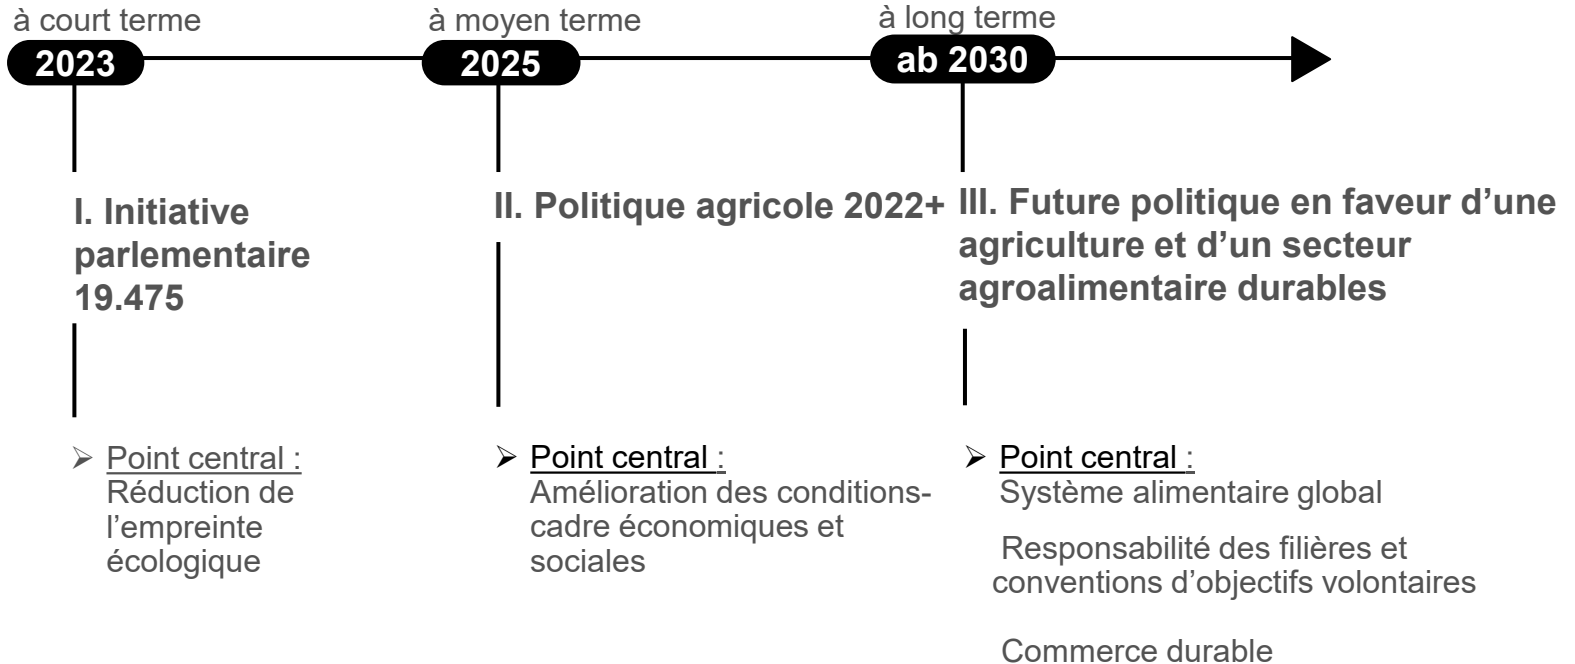 à court terme
2023
I. Initiative
parlementaire
19.475
➢ Point central :
Réduction de
l’empreinte
écologique
à moyen terme
2025
II. Politique agricole 2022+
➢ Point central :
Amélioration des conditions-
cadre économiques et
sociales
à long terme
ab 2030
III. Future politique en faveur d’une
agriculture et d’un secteur
agroalimentaire durables
➢ Point central :
Système alimentaire global
Responsabilité des filières et
conventions d’objectifs volontaires
Commerce durable